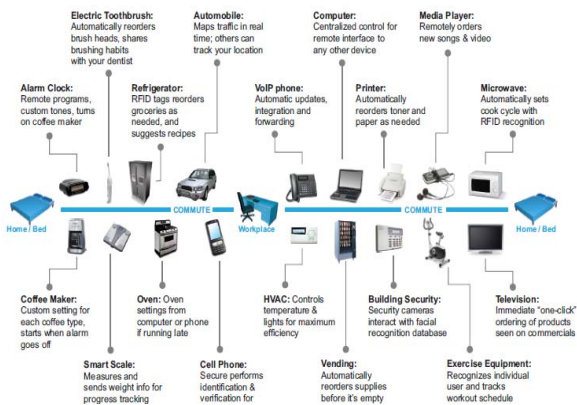 Electric Toothbrush:
Automatically reorders
brush heads, shares
brushing habits
with your dentist
Automobile:
Maps traffic in real
time; others can
track your location
Computer:
Centralized control for
remote interface to
any other device
Media Player:
Remotely orders
new songs & video
Alarm Clock:
Remote programs,
custom tones, turns
on coffee maker
Refrigerator:
RFID tags reorders
groceries as
needed, and
suggests recipes
VoIP phone:
Automatic updates,
integration and
forwarding
Printer:
Automatically
reorders toner and
paper as needed
Microwave:
Automatically sets
cook cycle with
RFID recognition
COMMUTE
COMMUTE
Home / Bed
Workplace
Home / Bed
Coffee Maker:
Custom setting for
each coffee type,
starts when alarm
goes off
Oven: Oven
settings from
computer or phone
if running late
HVAC: Controls
temperature &
lights for maximum
efficiency
Building Security:
Security cameras
interact with facial
recognition database
Television:
Immediate "one-click"
ordering of products
seen on commercials
Smart Scale:
Measures and
sends weight info for
progress tracking
Cell Phone:
Secure performs
identification &
verification for
Vending:
Automatically
reorders supplies
before it's empty
Exercise Equipment:
Recognizes individual
user and tracks
workout schedule